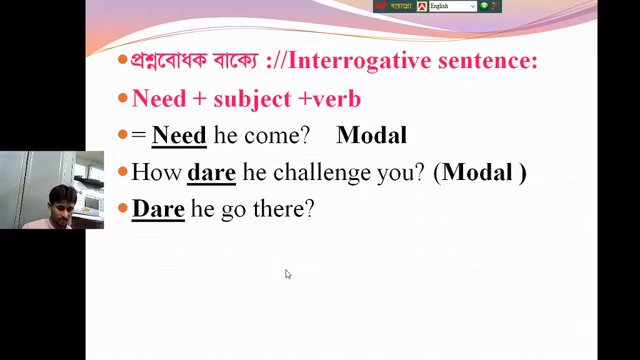 বায়ান্নো English
প্রশ্নবোধক বাক্যে ://Interrogative sentence:
Need + subject +verb
= Need he come? Modal
How dare he challenge you? (Modal )
Dare he go there?